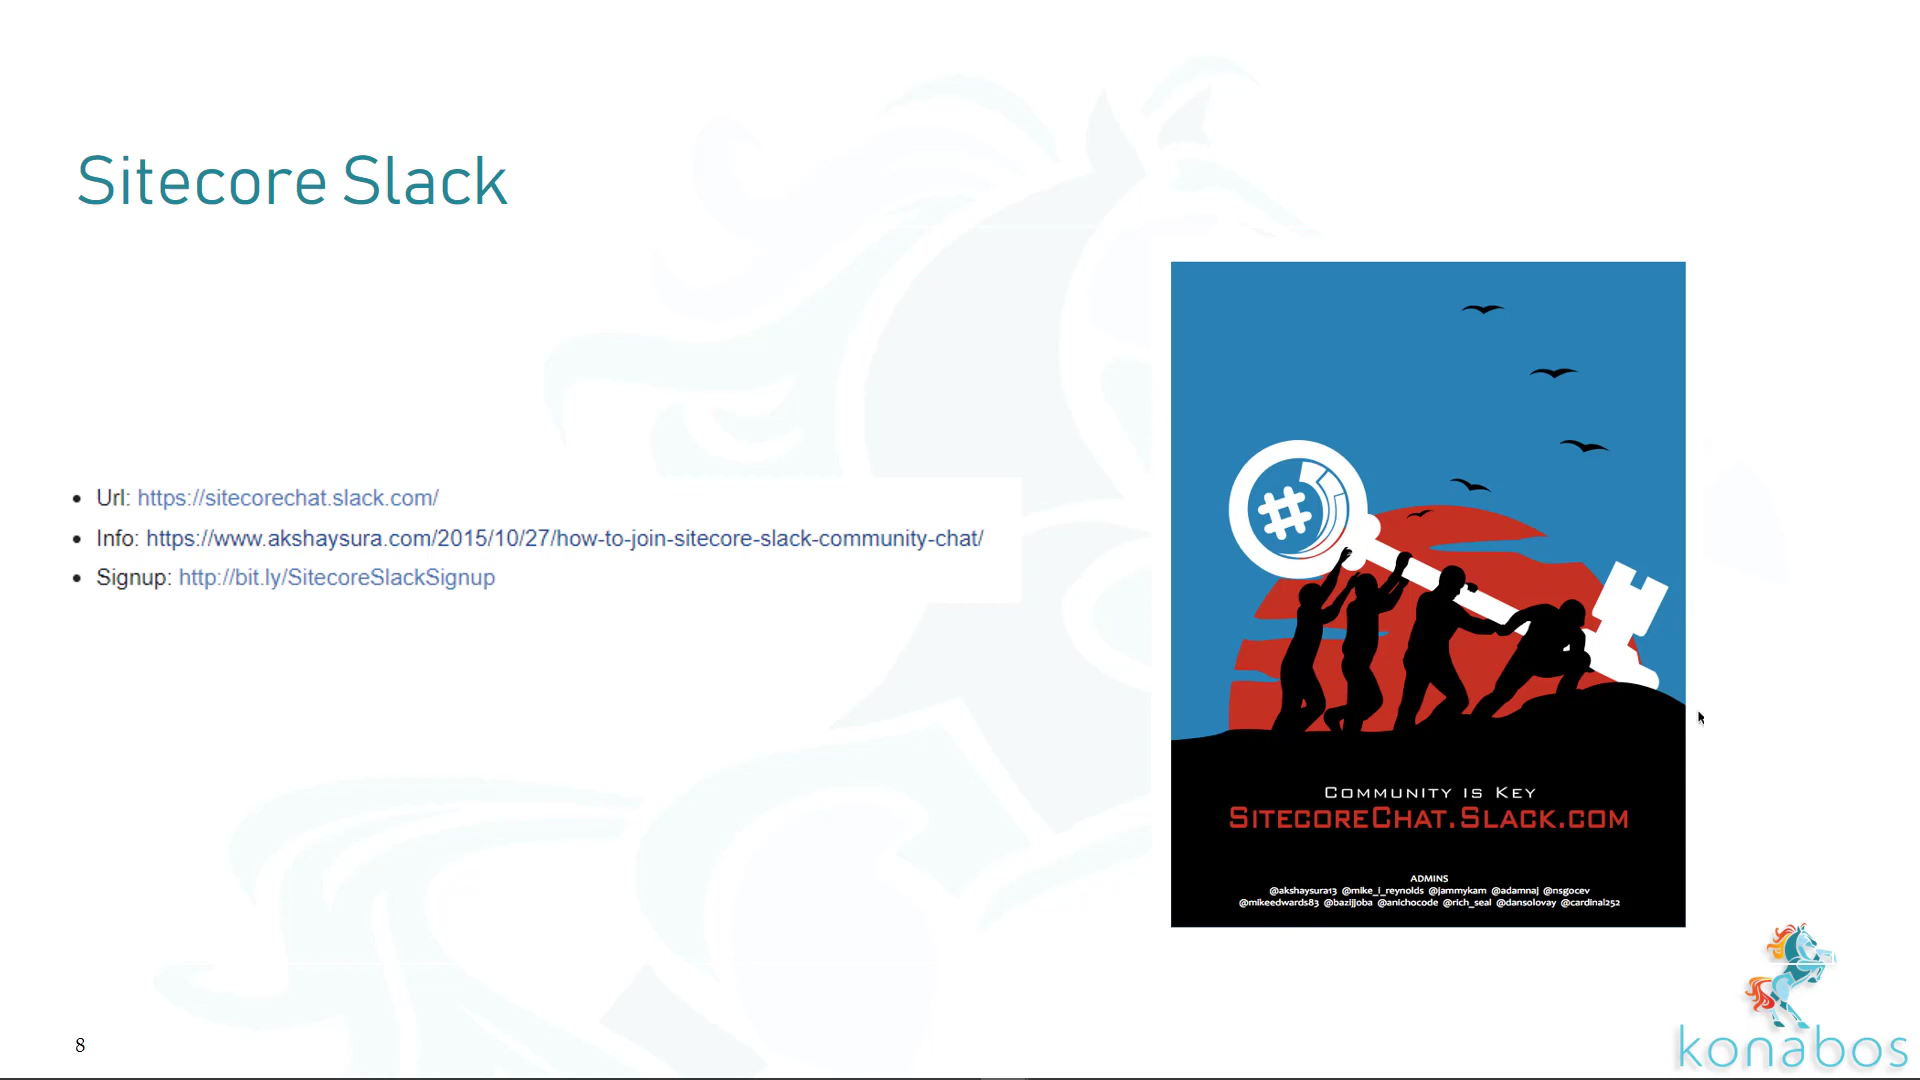 Sitecore Slack
• Url: https://sitecorechat.slack.com/
• Info: https://www.akshaysura.com/2015/10/27/how-to-join-sitecore-slack-community-chat/
• Signup: http://bit.ly/SitecoreSlackSignup
#
Community is Key
SitecoreChat.Slack.com
ADMINS
@akshaysura13 @mike_i_reynolds @jammykam @adamnaj @nsgocev
@mikeedwards83 @bazijjoba @anichocode @rich_seal @dansolovay @cardinal252
8
konabos